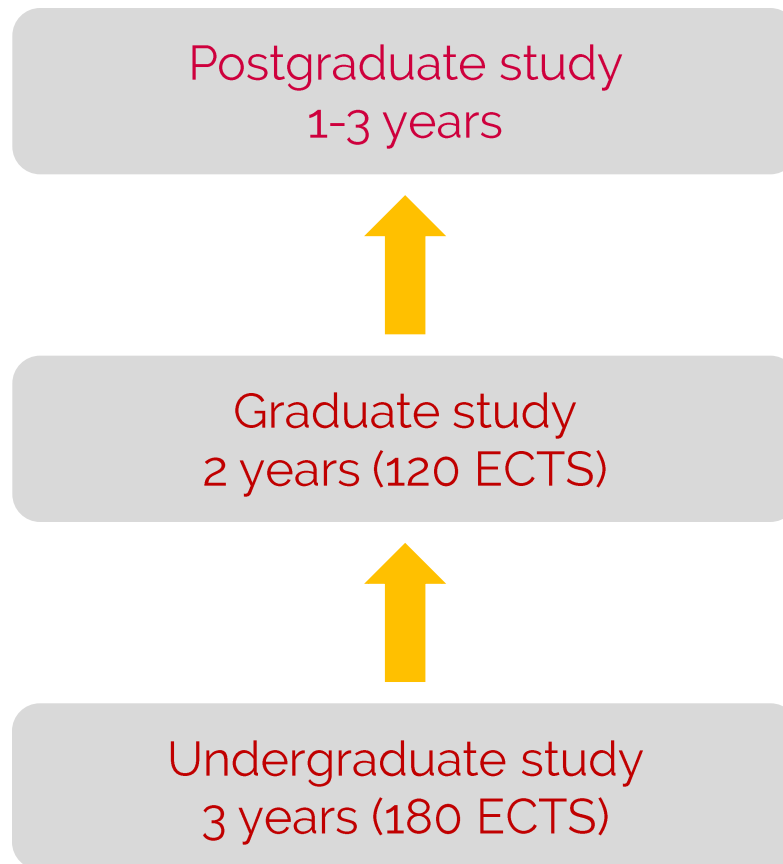 Postgraduate study
1-3 years
Graduate study
2 years (120 ECTS)
Undergraduate study
3 years (180 ECTS)